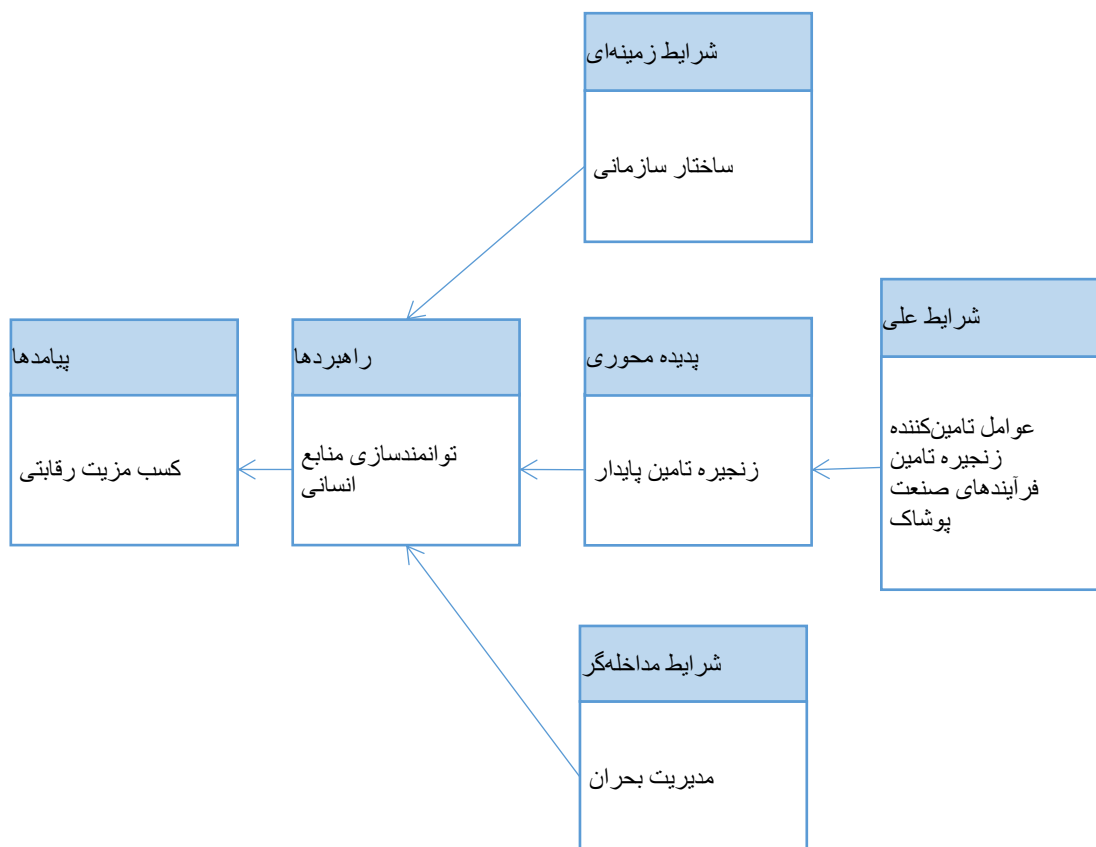 شرایط زمینه‌ای
ساختار سازمانی
شرایط علی
عوامل تامین‌کننده
زنجیره تامین
فرآیندهای صنعت
پوشاک
پدیده محوری
زنجیره تامین پایدار
راهبردها
توانمندسازی منابع
انسانی
پیامدها
کسب مزیت رقابتی
شرایط مداخله‌گر
مدیریت بحران